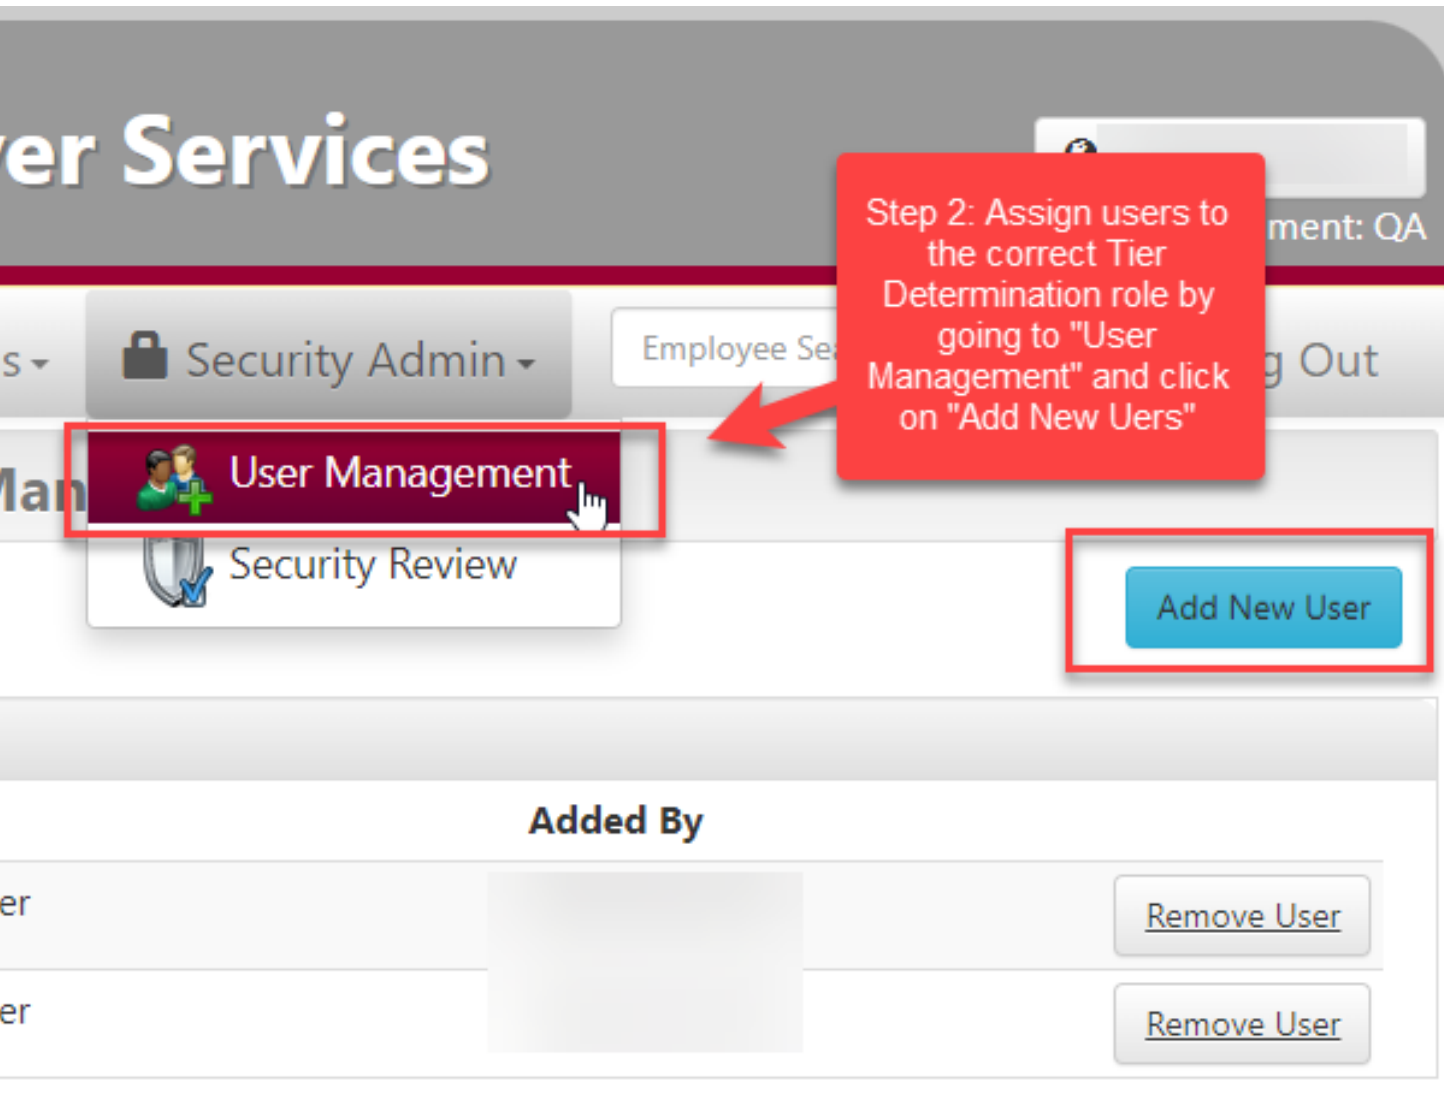 er Services
Step 2: Assign users to
the correct Tier
Determination role by
going to "User
Management" and click
on "Add New Uers"
ment: QA
s
Security Admin
Employee Sea
g Out
Man
User Management
Security Review
Add New User
Added By
er
Remove User
er
Remove User